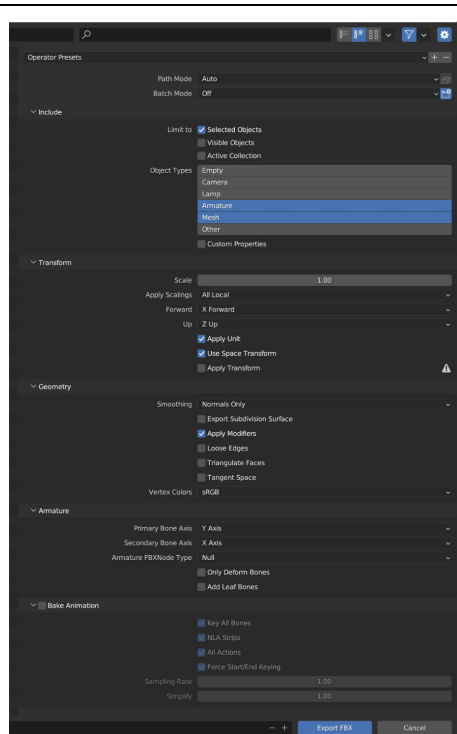 Operator Presets
Path Mode Auto
Batch Mode Off
Include
Limit to Selected Objects
Visible Objects
Active Collection
Object Types Empty
Camera
Lamp
Armature
Mesh
Other
Custom Properties
Transform
Scale 1.00
Apply Scalings All Local
Forward X Forward
Up Z Up
Apply Unit
Use Space Transform
Apply Transform
Geometry
Smoothing Normals Only
Export Subdivision Surface
Apply Modifiers
Loose Edges
Triangulate Faces
Tangent Space
Vertex Colors sRGB
Armature
Primary Bone Axis Y Axis
Secondary Bone Axis X Axis
Armature FBXNode Type Null
Only Deform Bones
Add Leaf Bones
Bake Animation
Key All Bones
NLA Strips
All Actions
Force Start/End Keying
Sampling Rate 1.00
Simplify 1.00
Export FBX Cancel